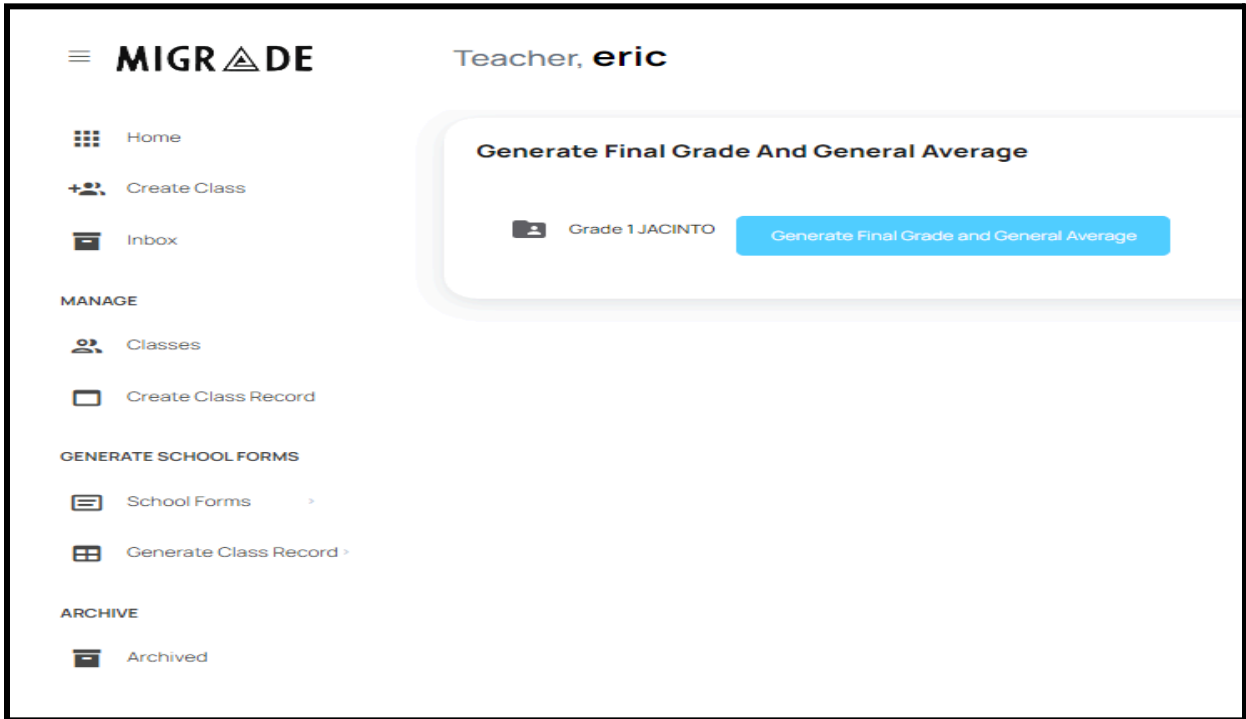 MIGRADE
Teacher, eric
Home
Create Class
Inbox
MANAGE
Classes
Create Class Record
GENERATE SCHOOL FORMS
School Forms >
Generate Class Record >
ARCHIVE
Archived
Generate Final Grade And General Average
Grade 1 JACINTO
Generate Final Grade and General Average